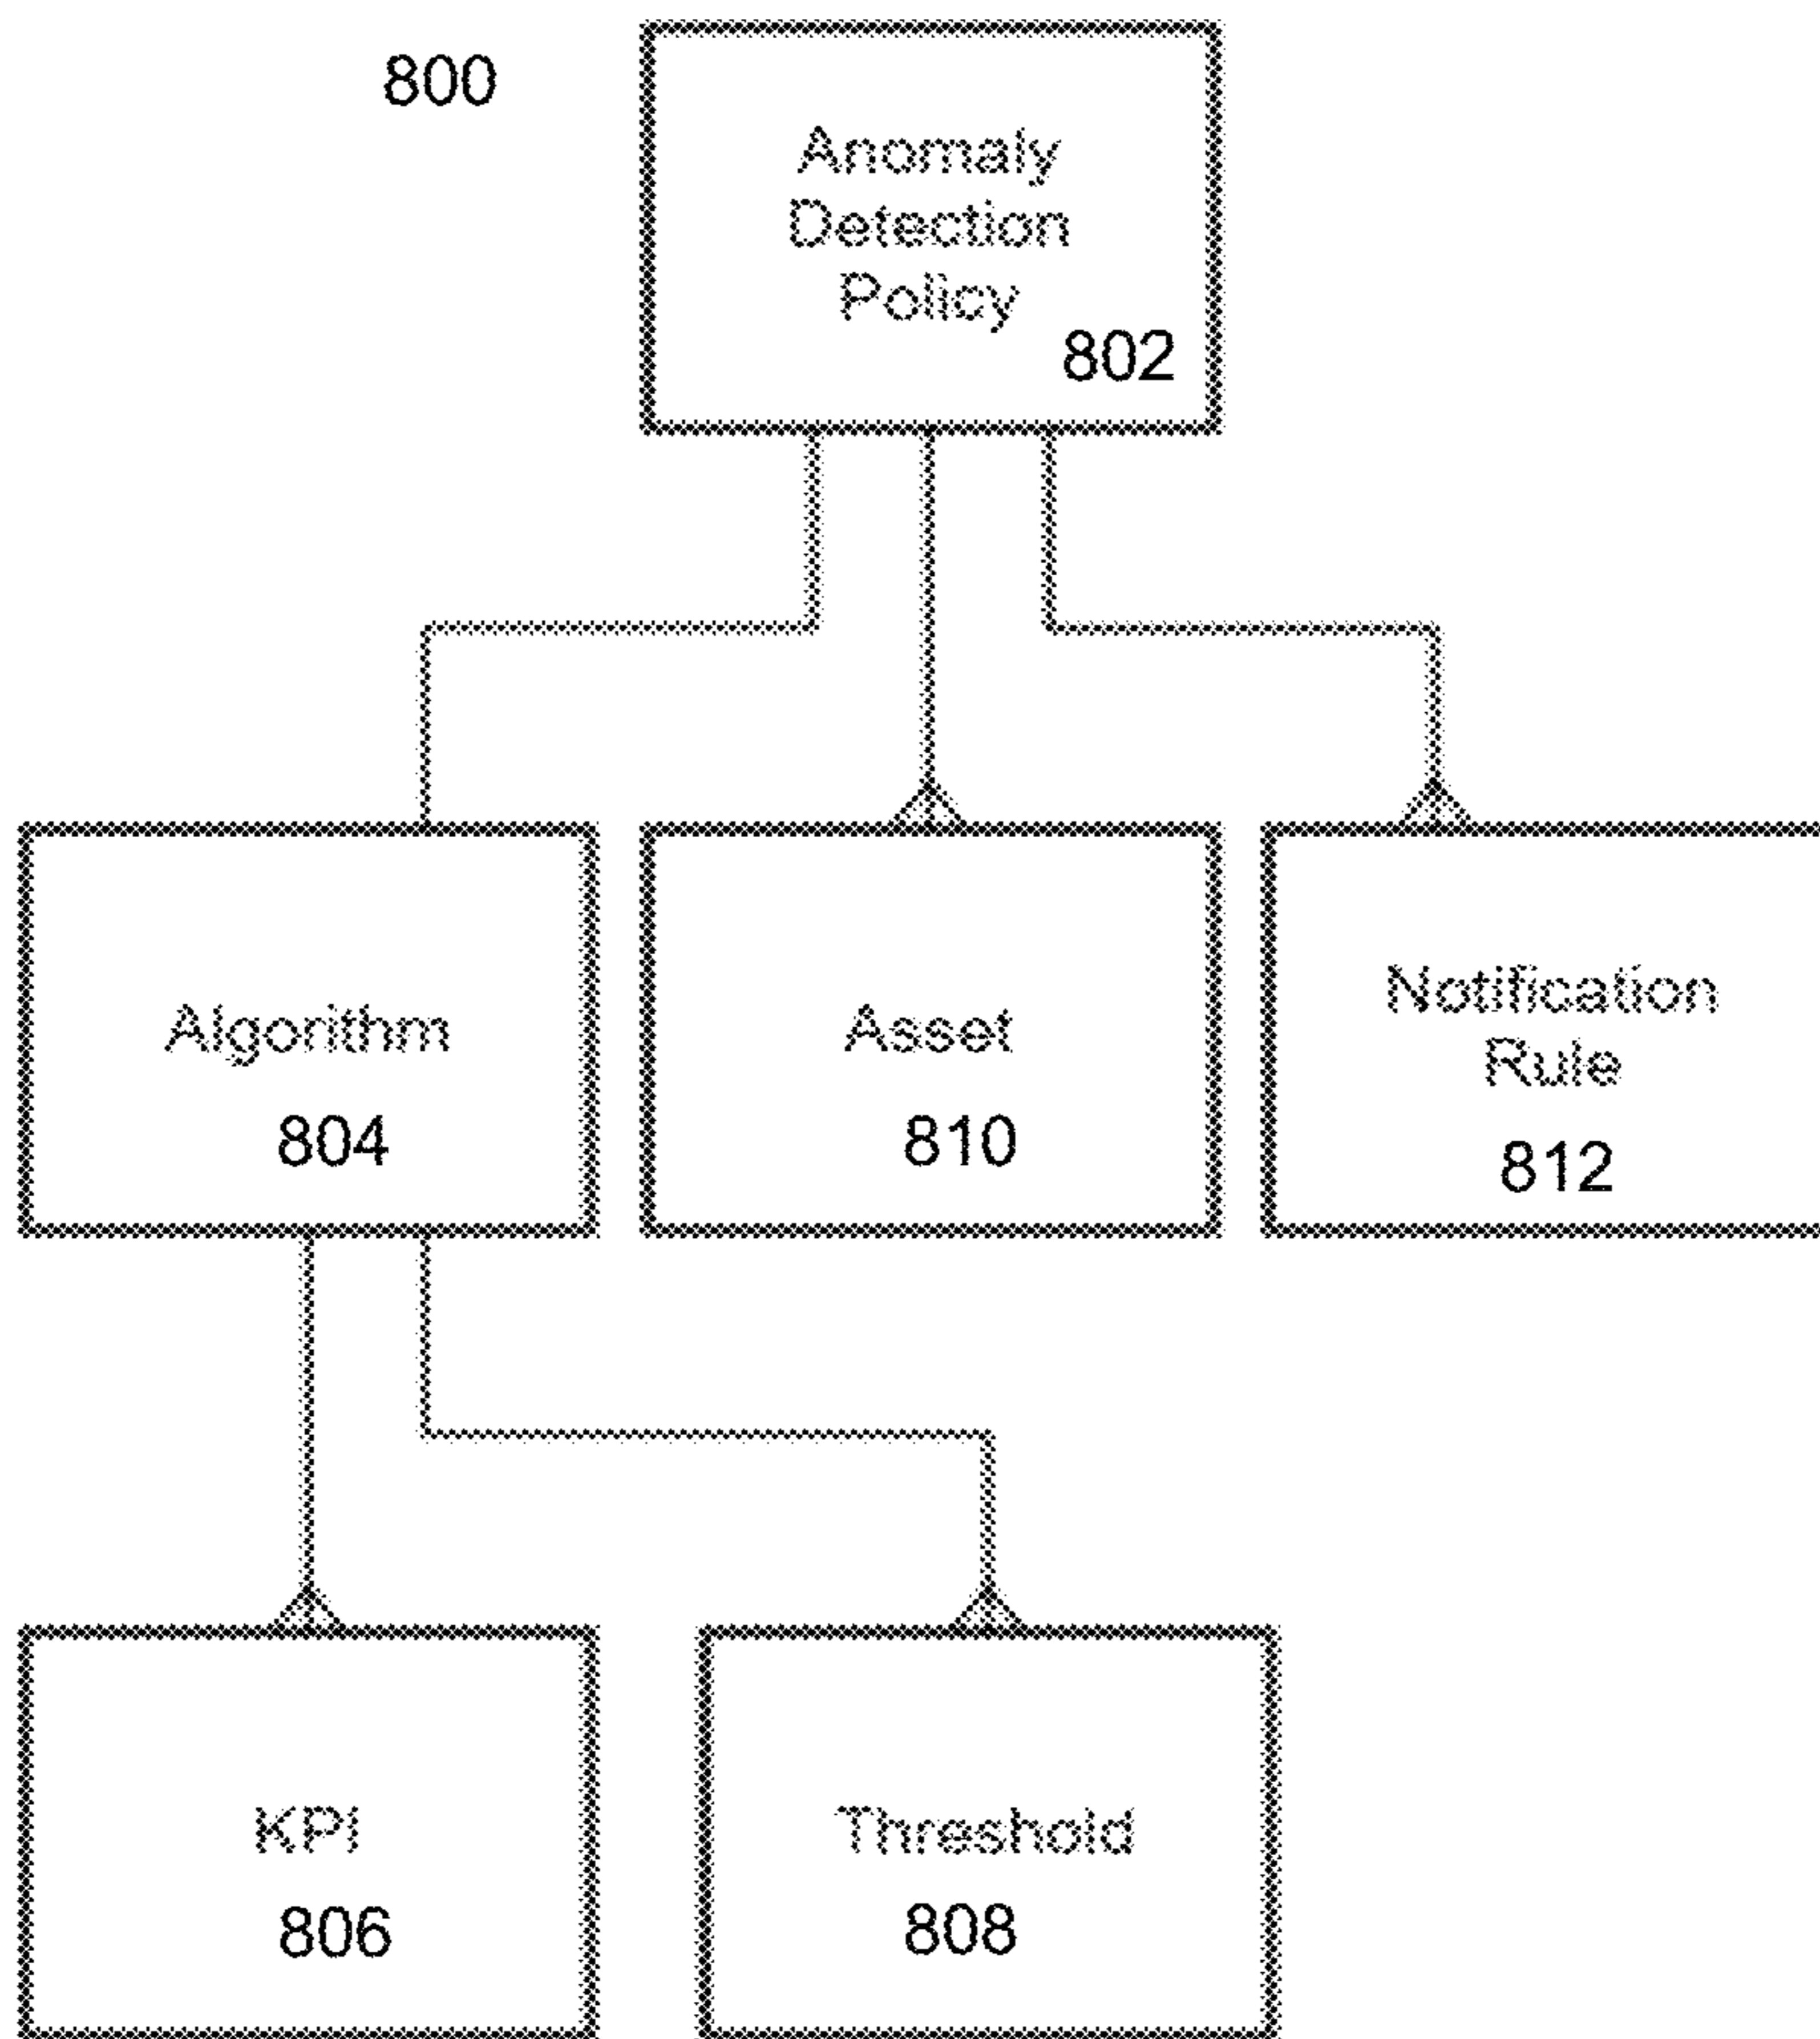 800
Anomaly
Detection
Policy
802
Algorithm
804
Asset
810
Notification
Rule
812
KPI
806
Threshold
808